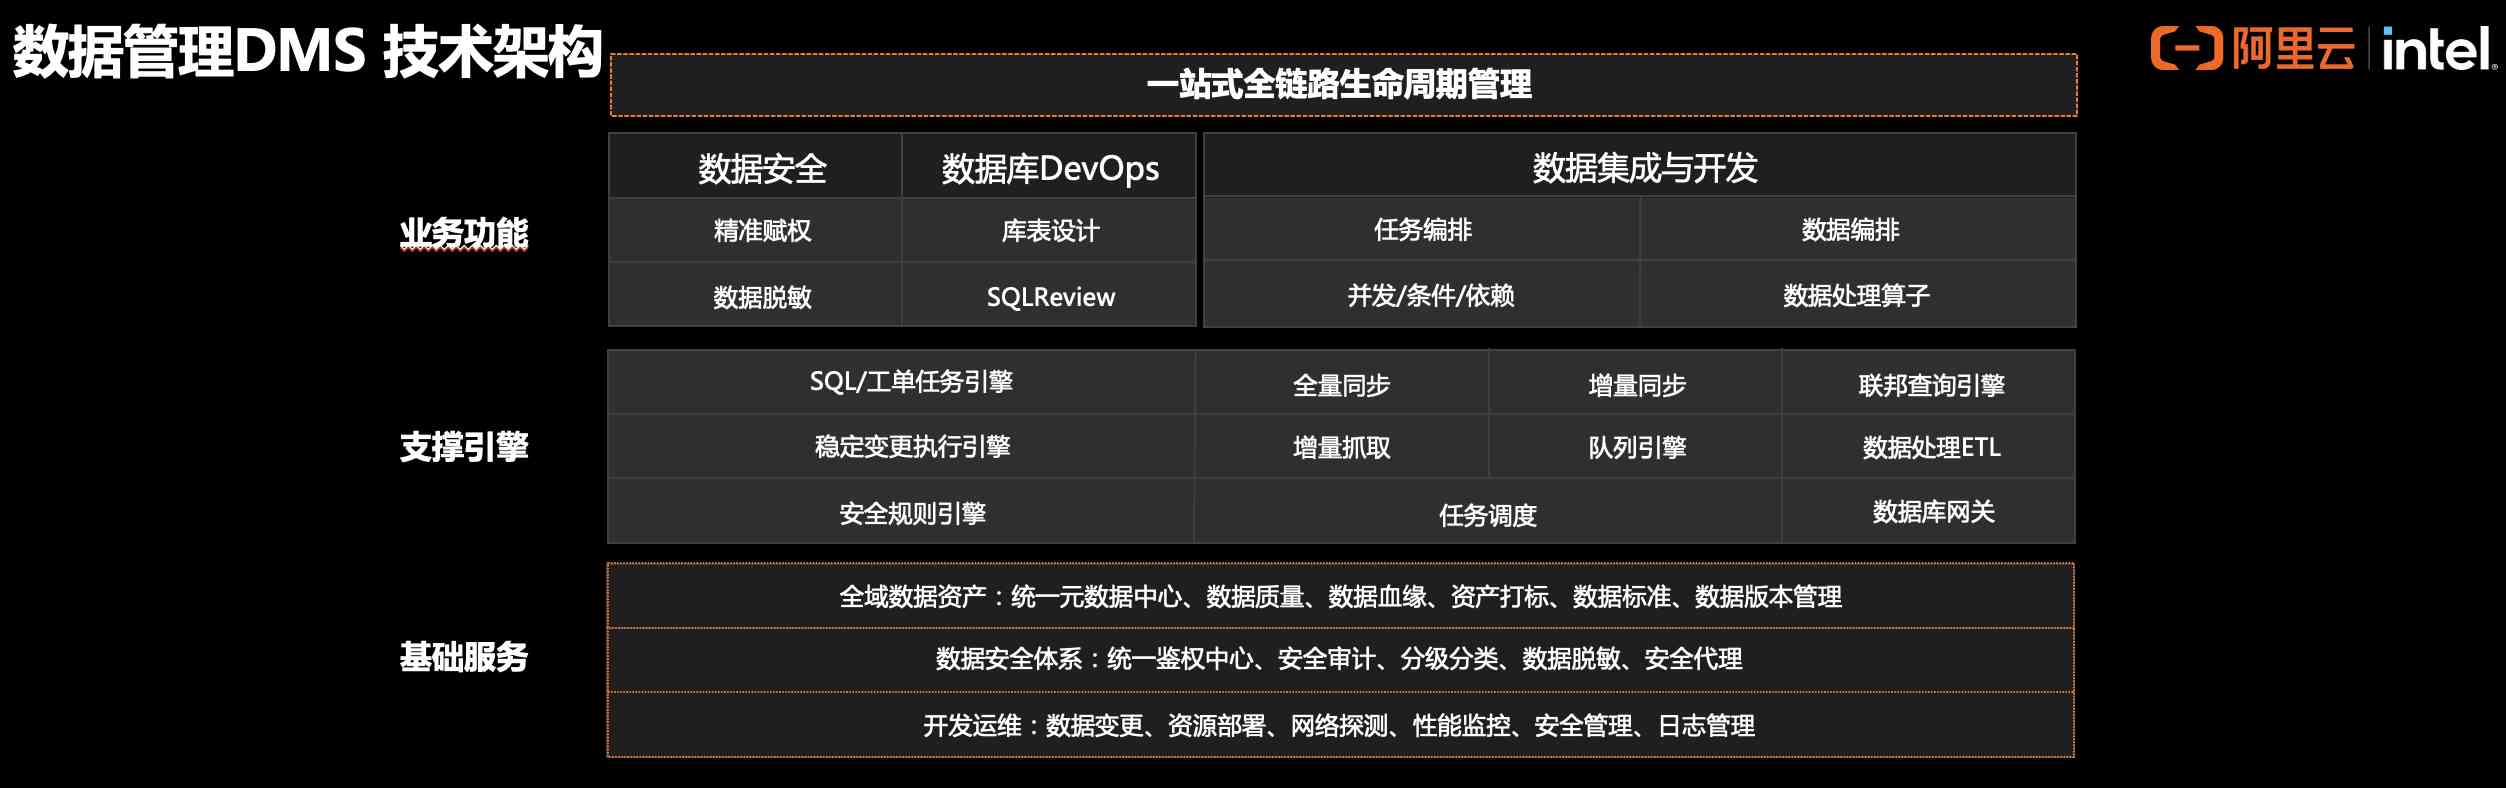 数据管理DMS 技术架构
阿里云 intel.
一站式全链路生命周期管理
数据安全 数据库DevOps 数据集成与开发
业务功能
精准赋权 库表设计 任务编排 数据编排
数据脱敏 SQLReview 并发/条件/依赖 数据处理算子
SQL/工单任务引擎 全量同步 增量同步 联邦查询引擎
支撑引擎
稳定变更执行引擎 增量抓取 队列引擎 数据处理ETL
安全规则引擎 任务调度 数据库网关
全域数据资产：统一元数据中心、数据质量、数据血缘、资产打标、数据标准、数据版本管理
基础服务
数据安全体系：统一鉴权中心、安全审计、分级分类、数据脱敏、安全代理
开发运维：数据变更、资源部署、网络探测、性能监控、安全管理、日志管理